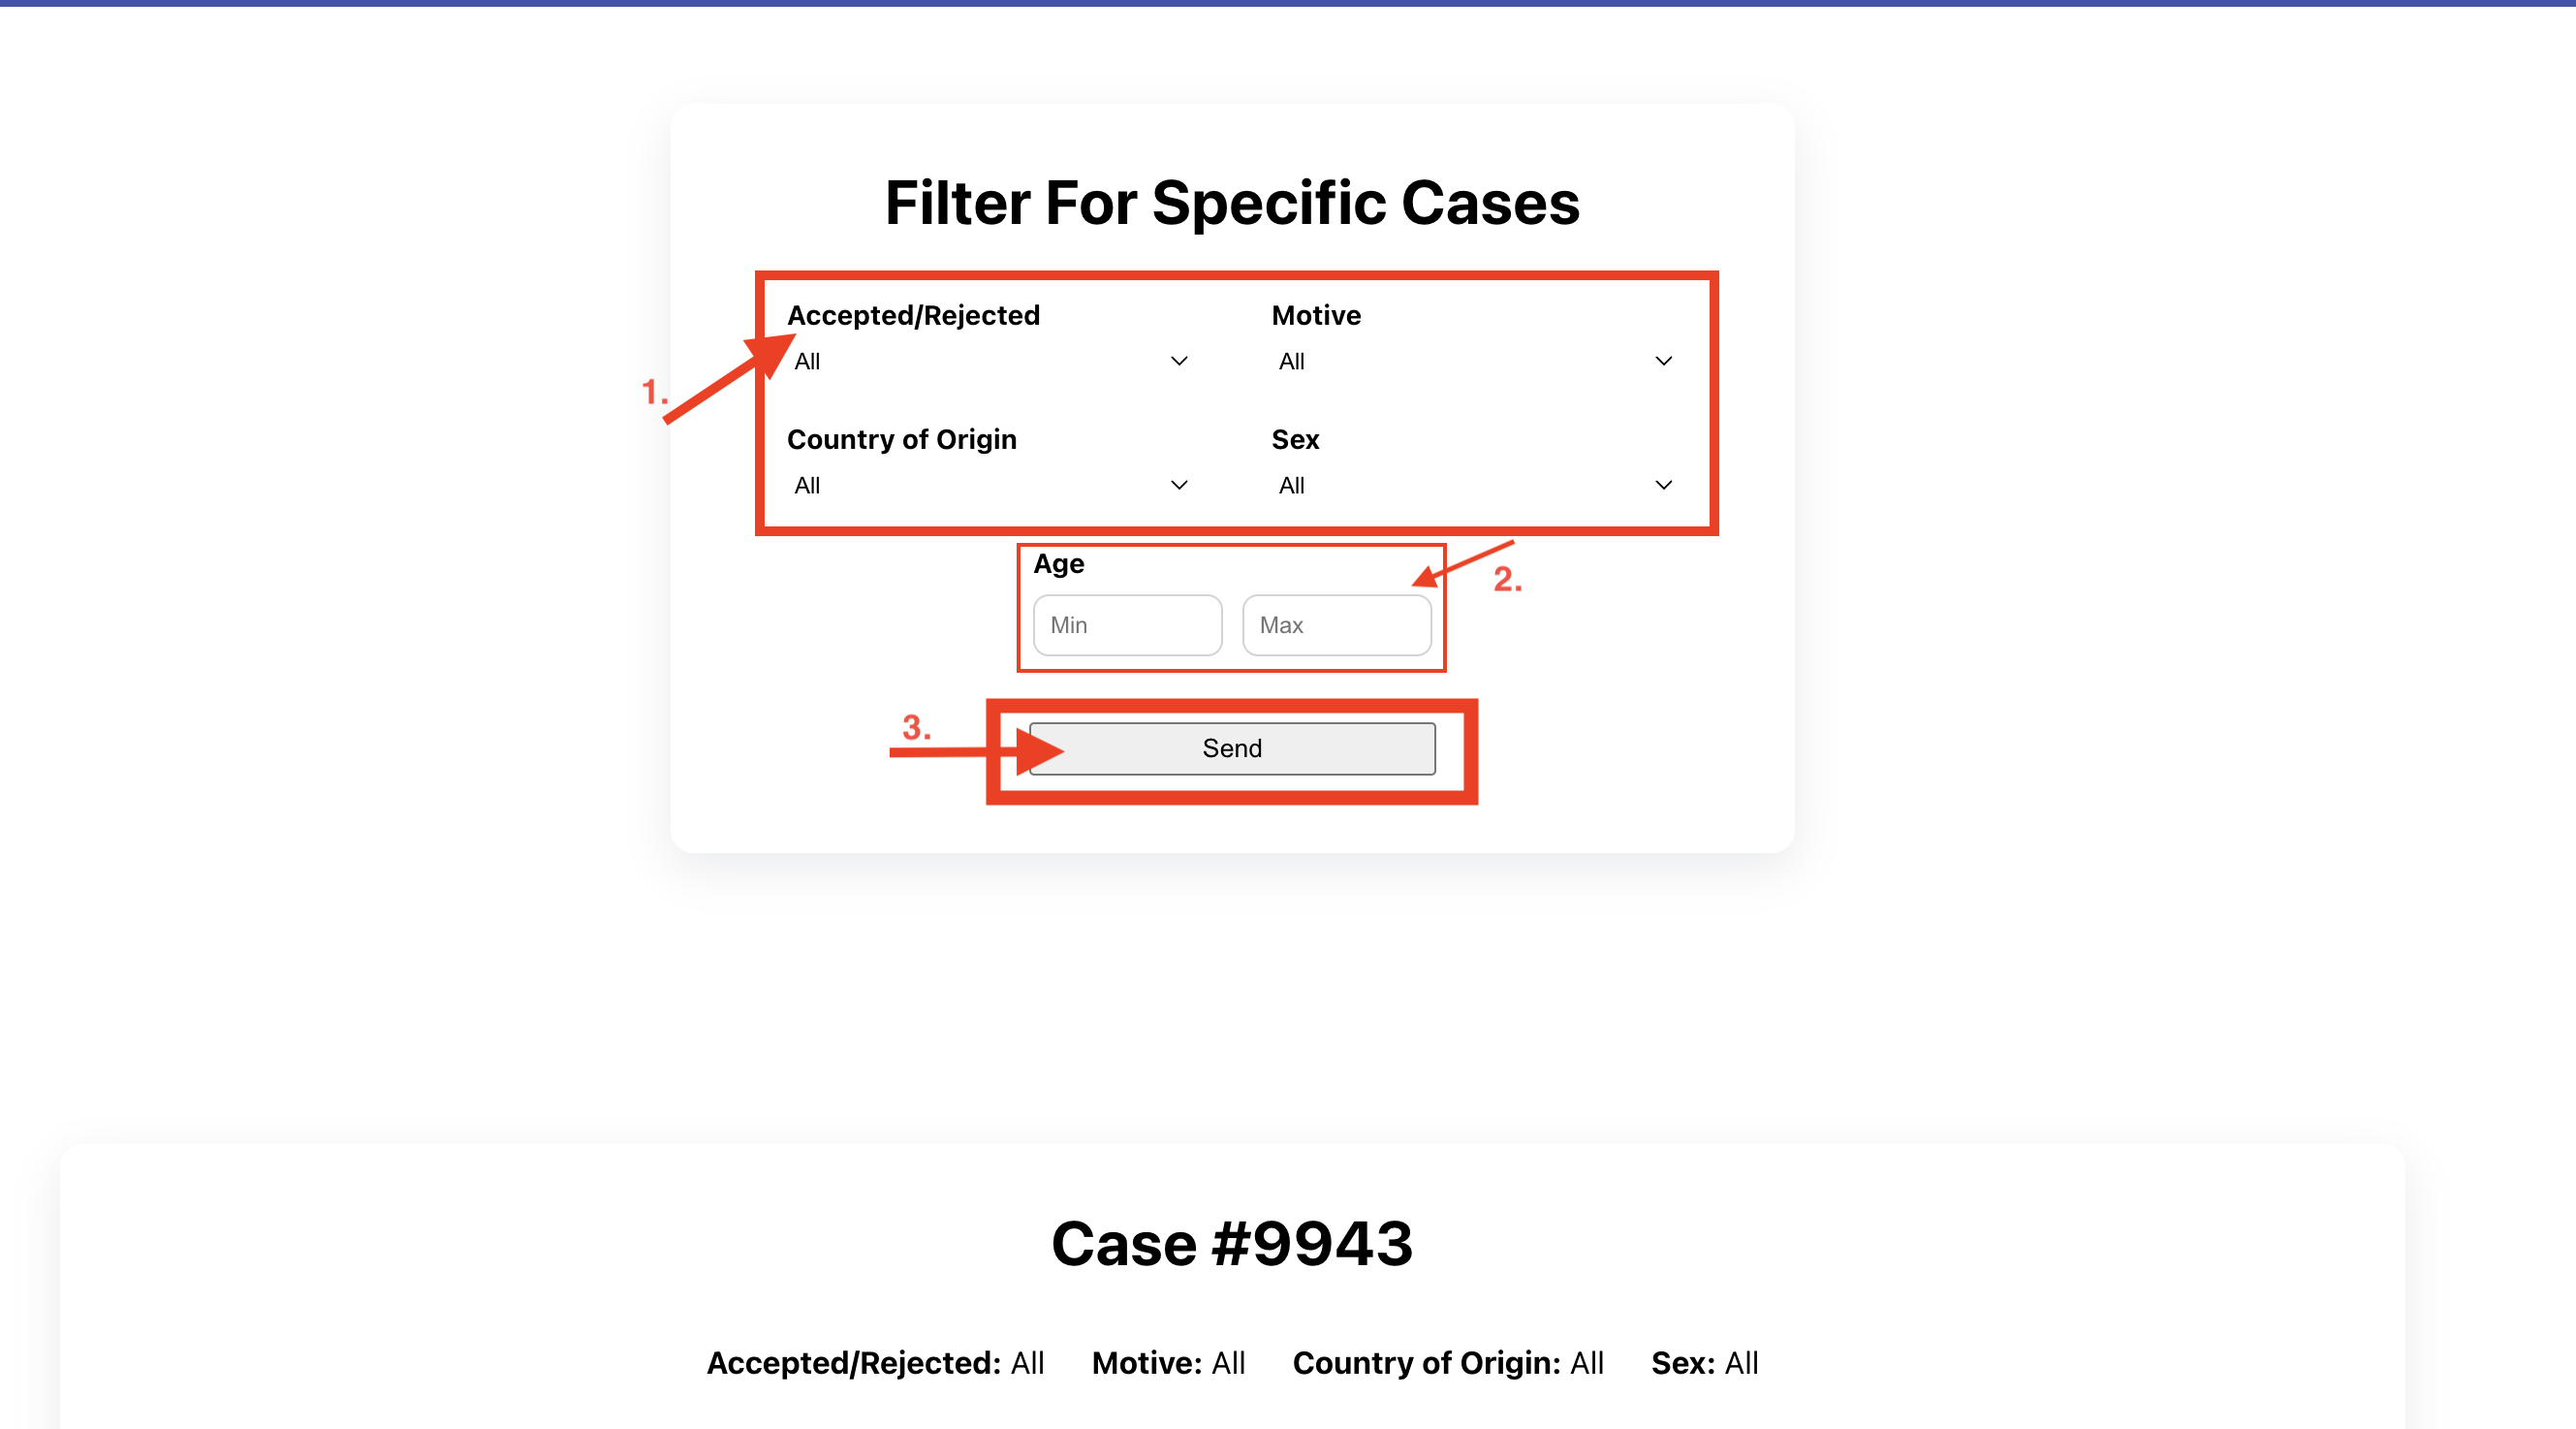 Filter For Specific Cases
Accepted/Rejected Motive
1. All All
Country of Origin Sex
All All
Age
2.
Min Max
3.
Send
Case #9943
Accepted/Rejected: All Motive: All Country of Origin: All Sex: All